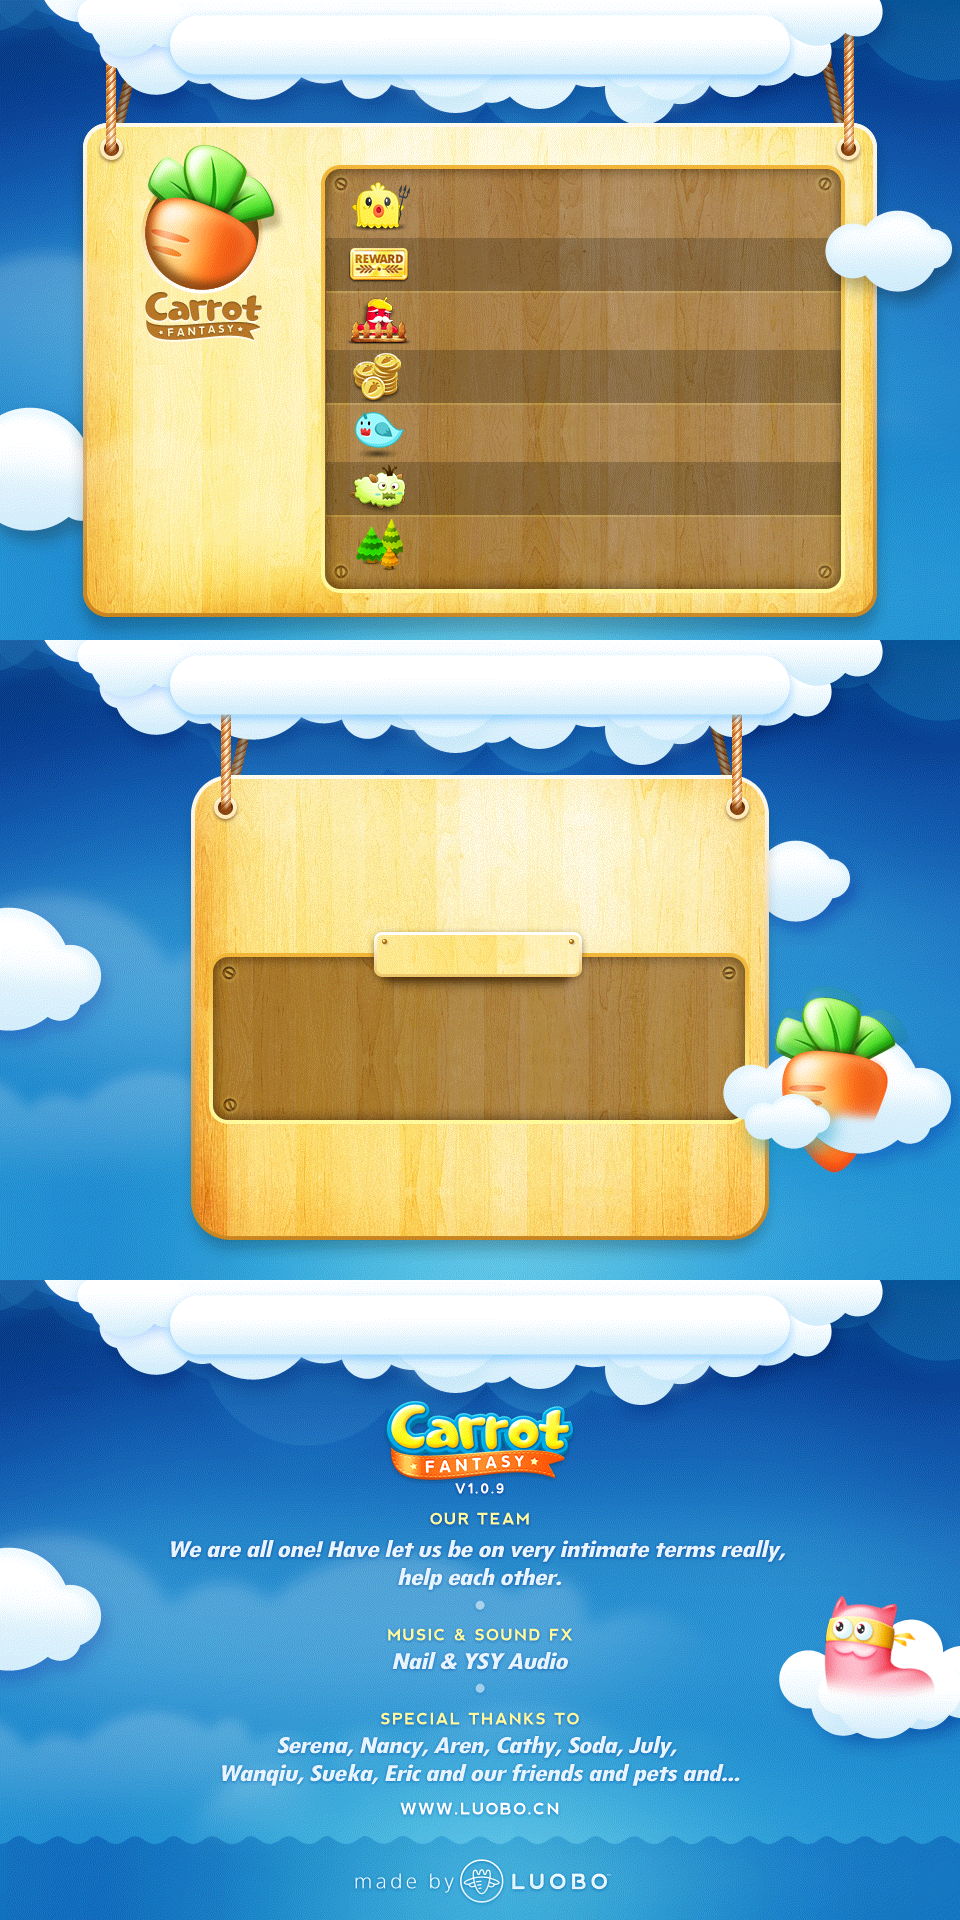 REWARD
Carrot
FANTASY
Carrot
FANTASY
V1.0.9
OUR TEAM
We are all one! Have let us be on very intimate terms really,
help each other.
MUSIC & SOUND FX
Nail & YSY Audio
SPECIAL THANKS TO
Serena, Nancy, Aren, Cathy, Soda, July,
Wanqiu, Sueka, Eric and our friends and pets and...
WWW.LUOBO.CN
made by LUOBO